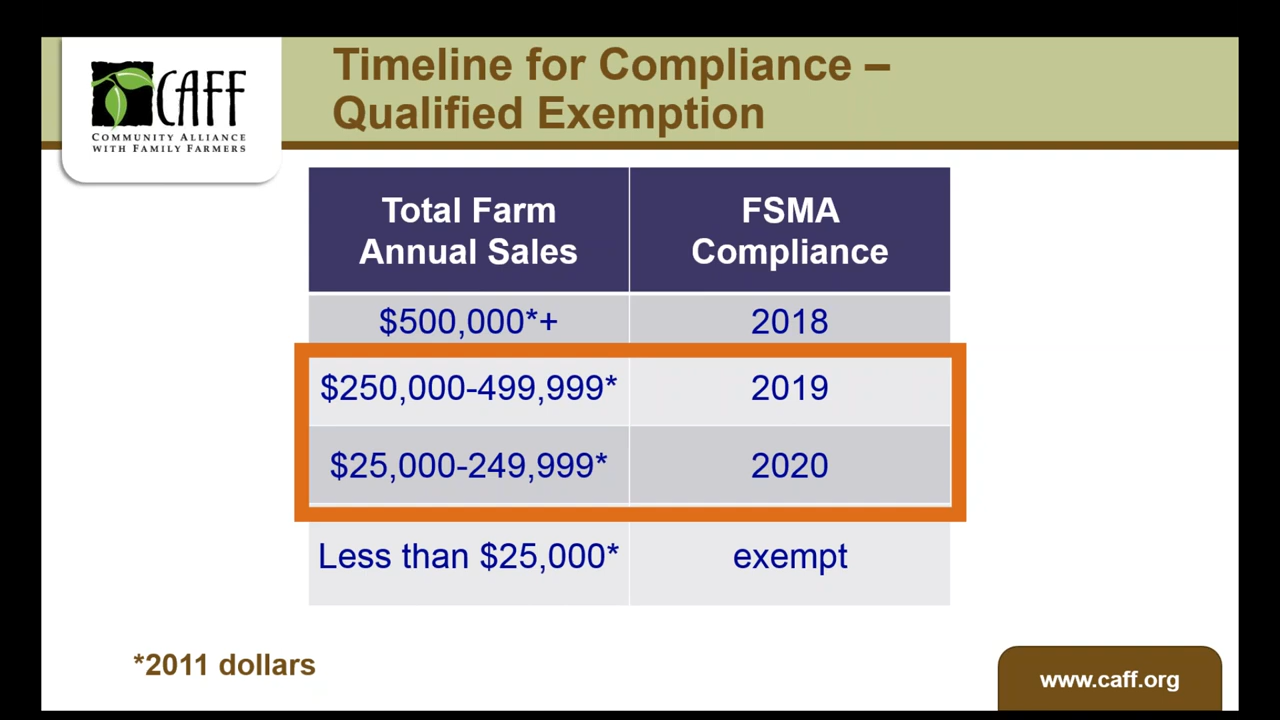 CAFF
COMMUNITY ALLIANCE
WITH FAMILY FARMERS
Timeline for Compliance –
Qualified Exemption
Total Farm
Annual Sales
FSMA
Compliance
$500,000*+
2018
$250,000-499,999*
2019
$25,000-249,999*
2020
Less than $25,000*
exempt
*2011 dollars
www.caff.org